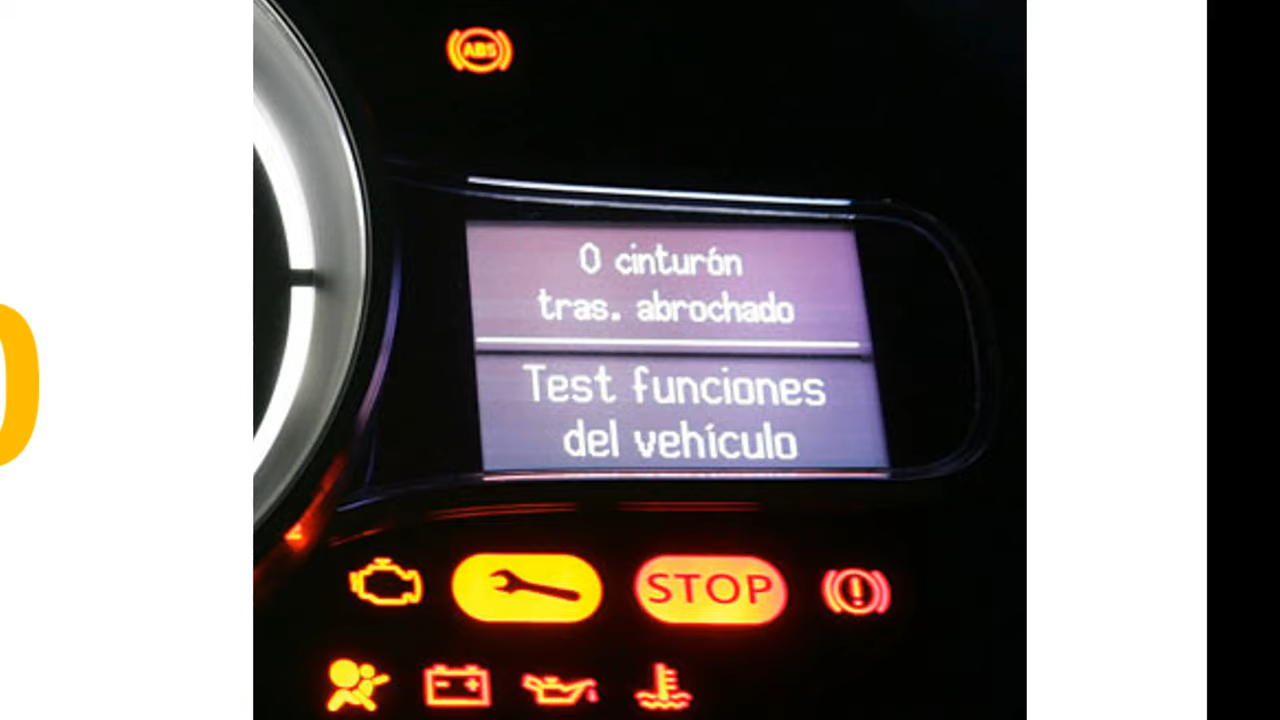 ABS
0 cinturón
tras. abrochado
Test funciones
del vehículo
STOP